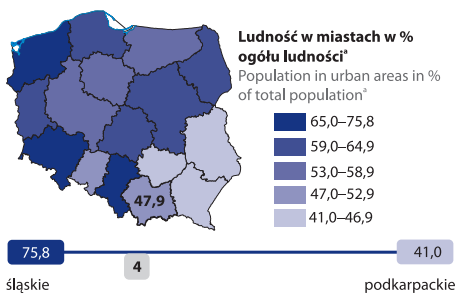 Ludność w miastach w %
ogółu ludnościᵃ
Population in urban areas in %
of total populationᵃ
65,0–75,8
59,0–64,9
53,0–58,9
47,0–52,9
41,0–46,9
47,9
75,8
41,0
4
śląskie
podkarpackie